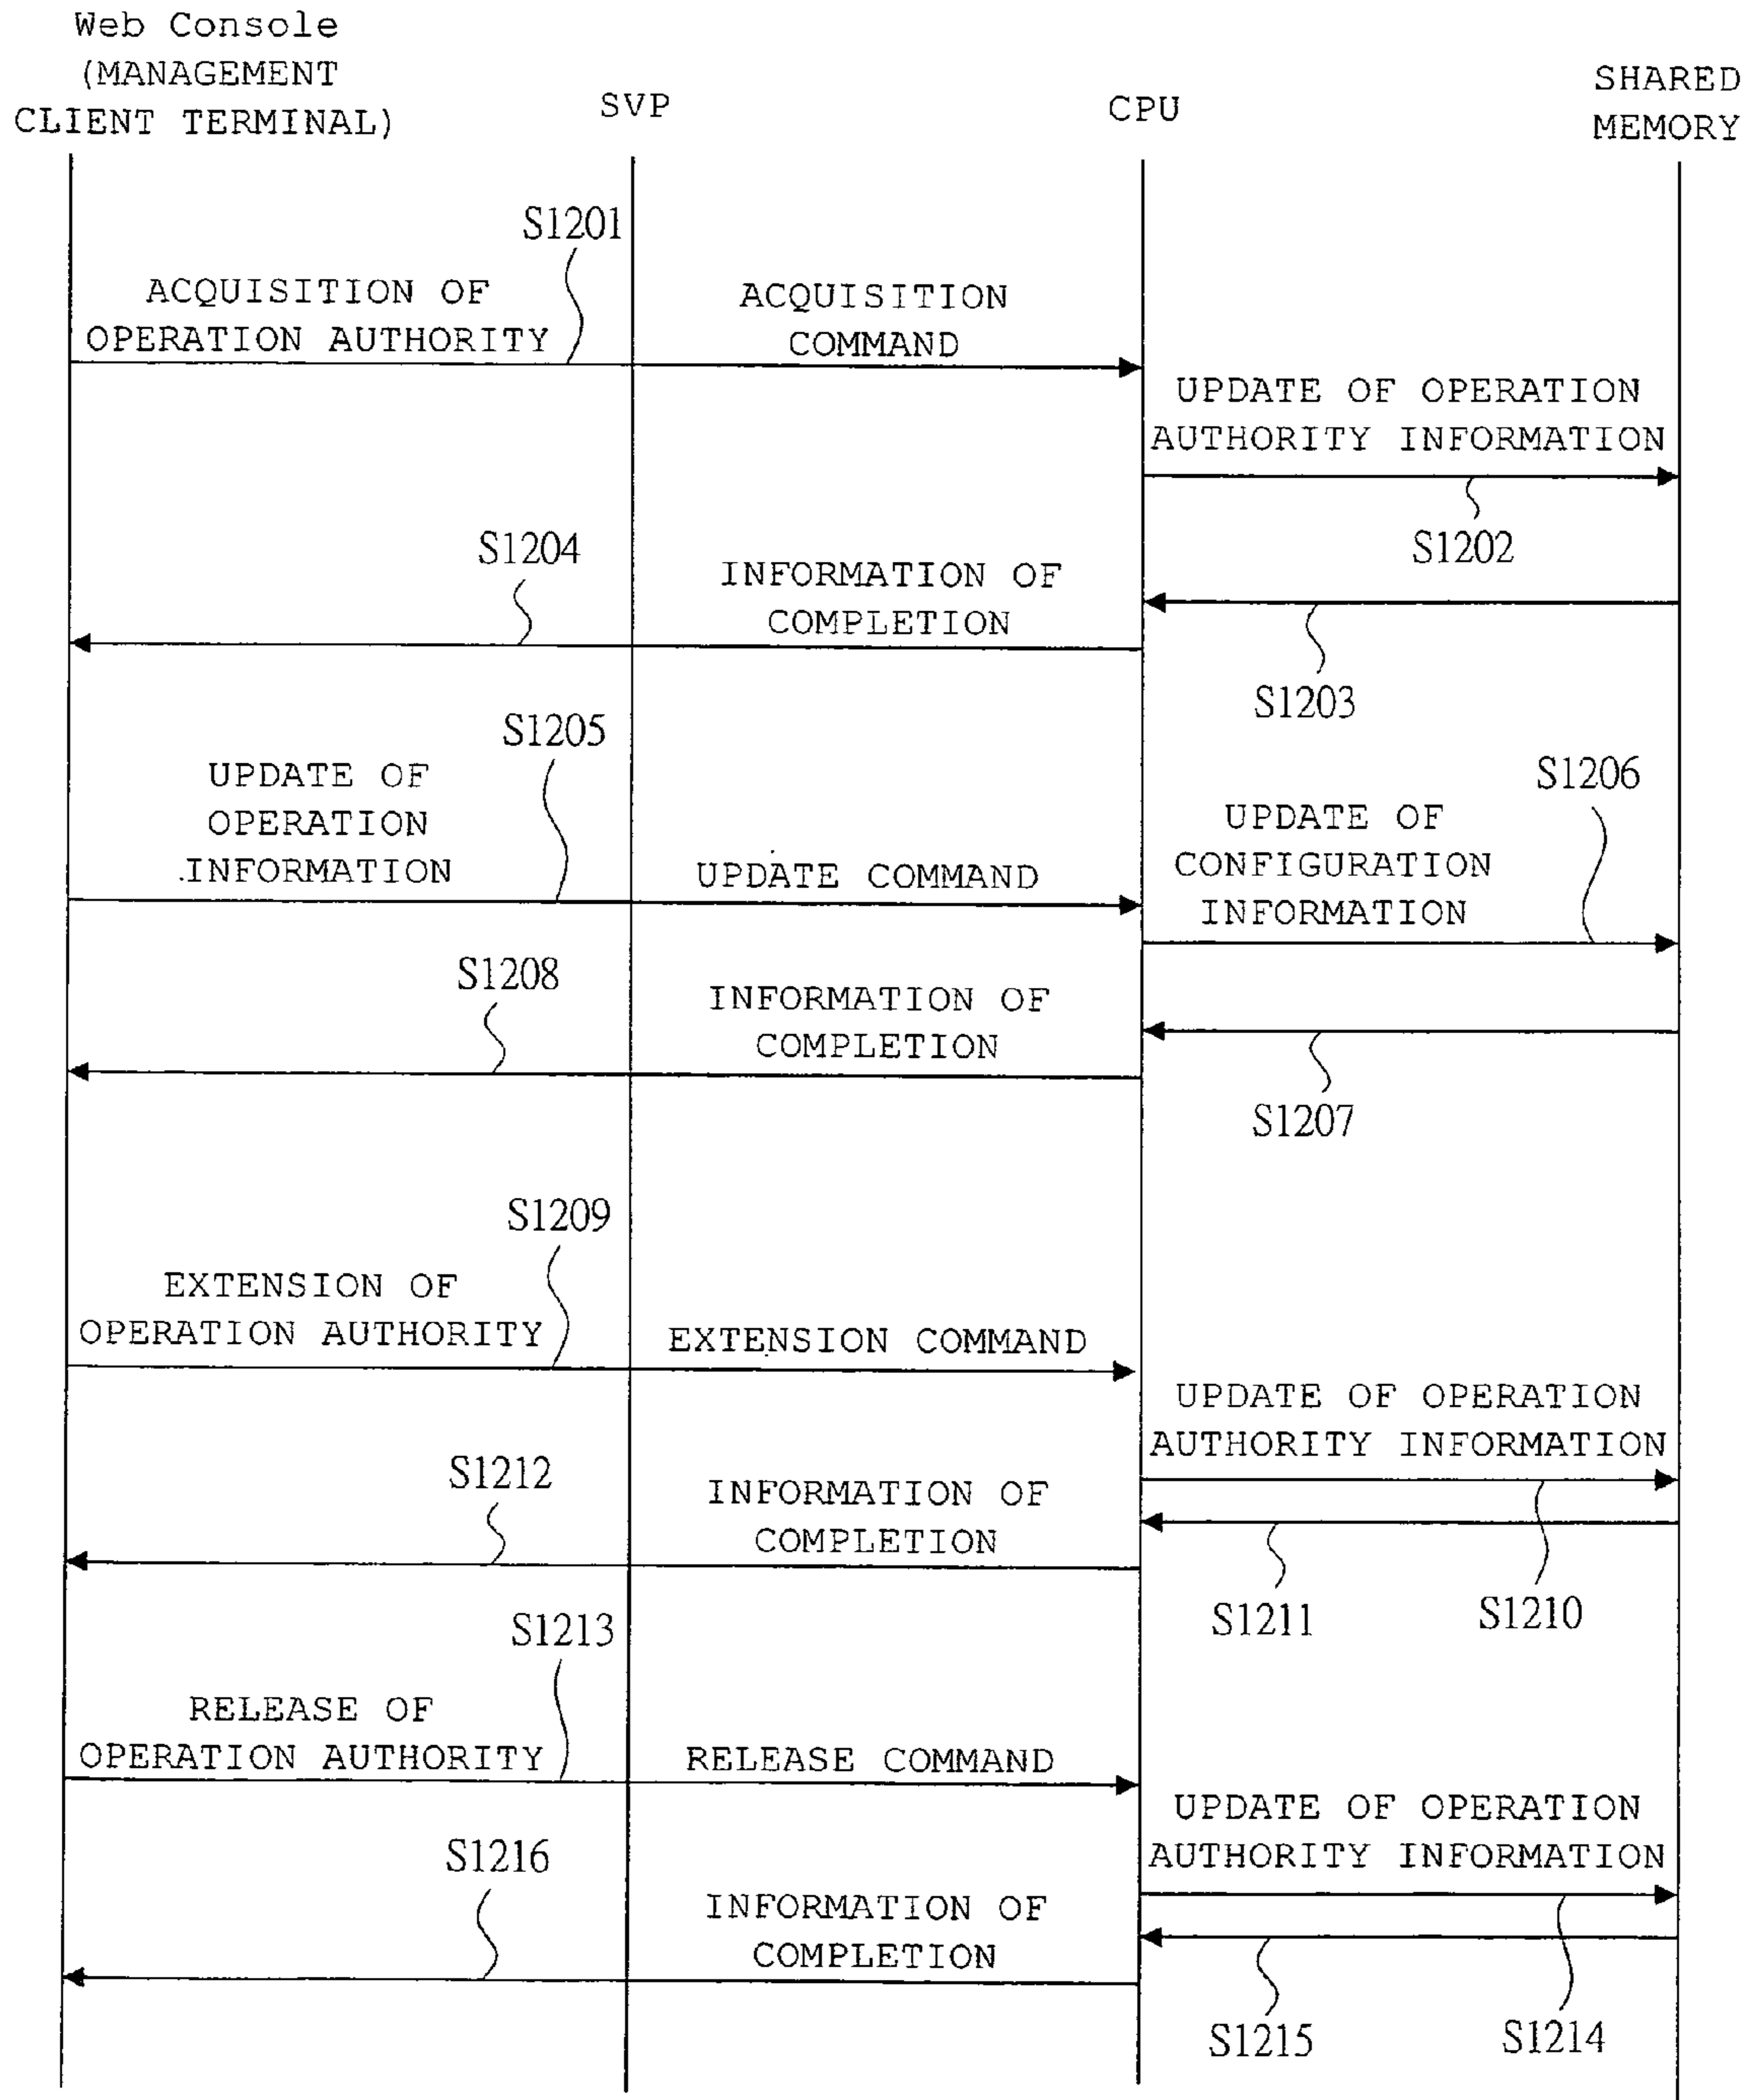 Web Console
(MANAGEMENT
CLIENT TERMINAL)
SVP
CPU
SHARED
MEMORY
S1201
ACQUISITION OF
OPERATION AUTHORITY
ACQUISITION
COMMAND
UPDATE OF OPERATION
AUTHORITY INFORMATION
S1202
S1204
INFORMATION OF
COMPLETION
S1203
S1205
UPDATE OF
OPERATION
INFORMATION
UPDATE COMMAND
S1206
UPDATE OF
CONFIGURATION
INFORMATION
S1208
INFORMATION OF
COMPLETION
S1207
S1209
EXTENSION OF
OPERATION AUTHORITY
EXTENSION COMMAND
UPDATE OF OPERATION
AUTHORITY INFORMATION
S1212
INFORMATION OF
COMPLETION
S1211
S1210
S1213
RELEASE OF
OPERATION AUTHORITY
RELEASE COMMAND
UPDATE OF OPERATION
AUTHORITY INFORMATION
S1216
INFORMATION OF
COMPLETION
S1215
S1214